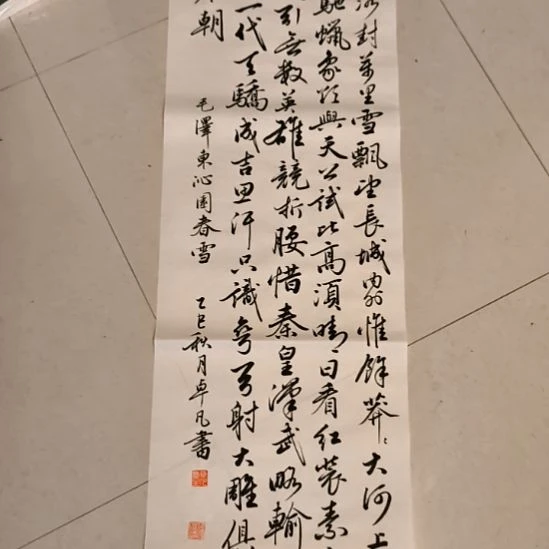 封萬里雪飄望長城內外惟餘莽〻大河上
馳蠟象欲與天公試比高須晴日看紅裝素
引無數英雄競折腰惜秦皇漢武略輸
一代天驕成吉思汗只識彎弓射大雕俱
朝 毛澤東沁園春雪 乙巳秋月卓凡書